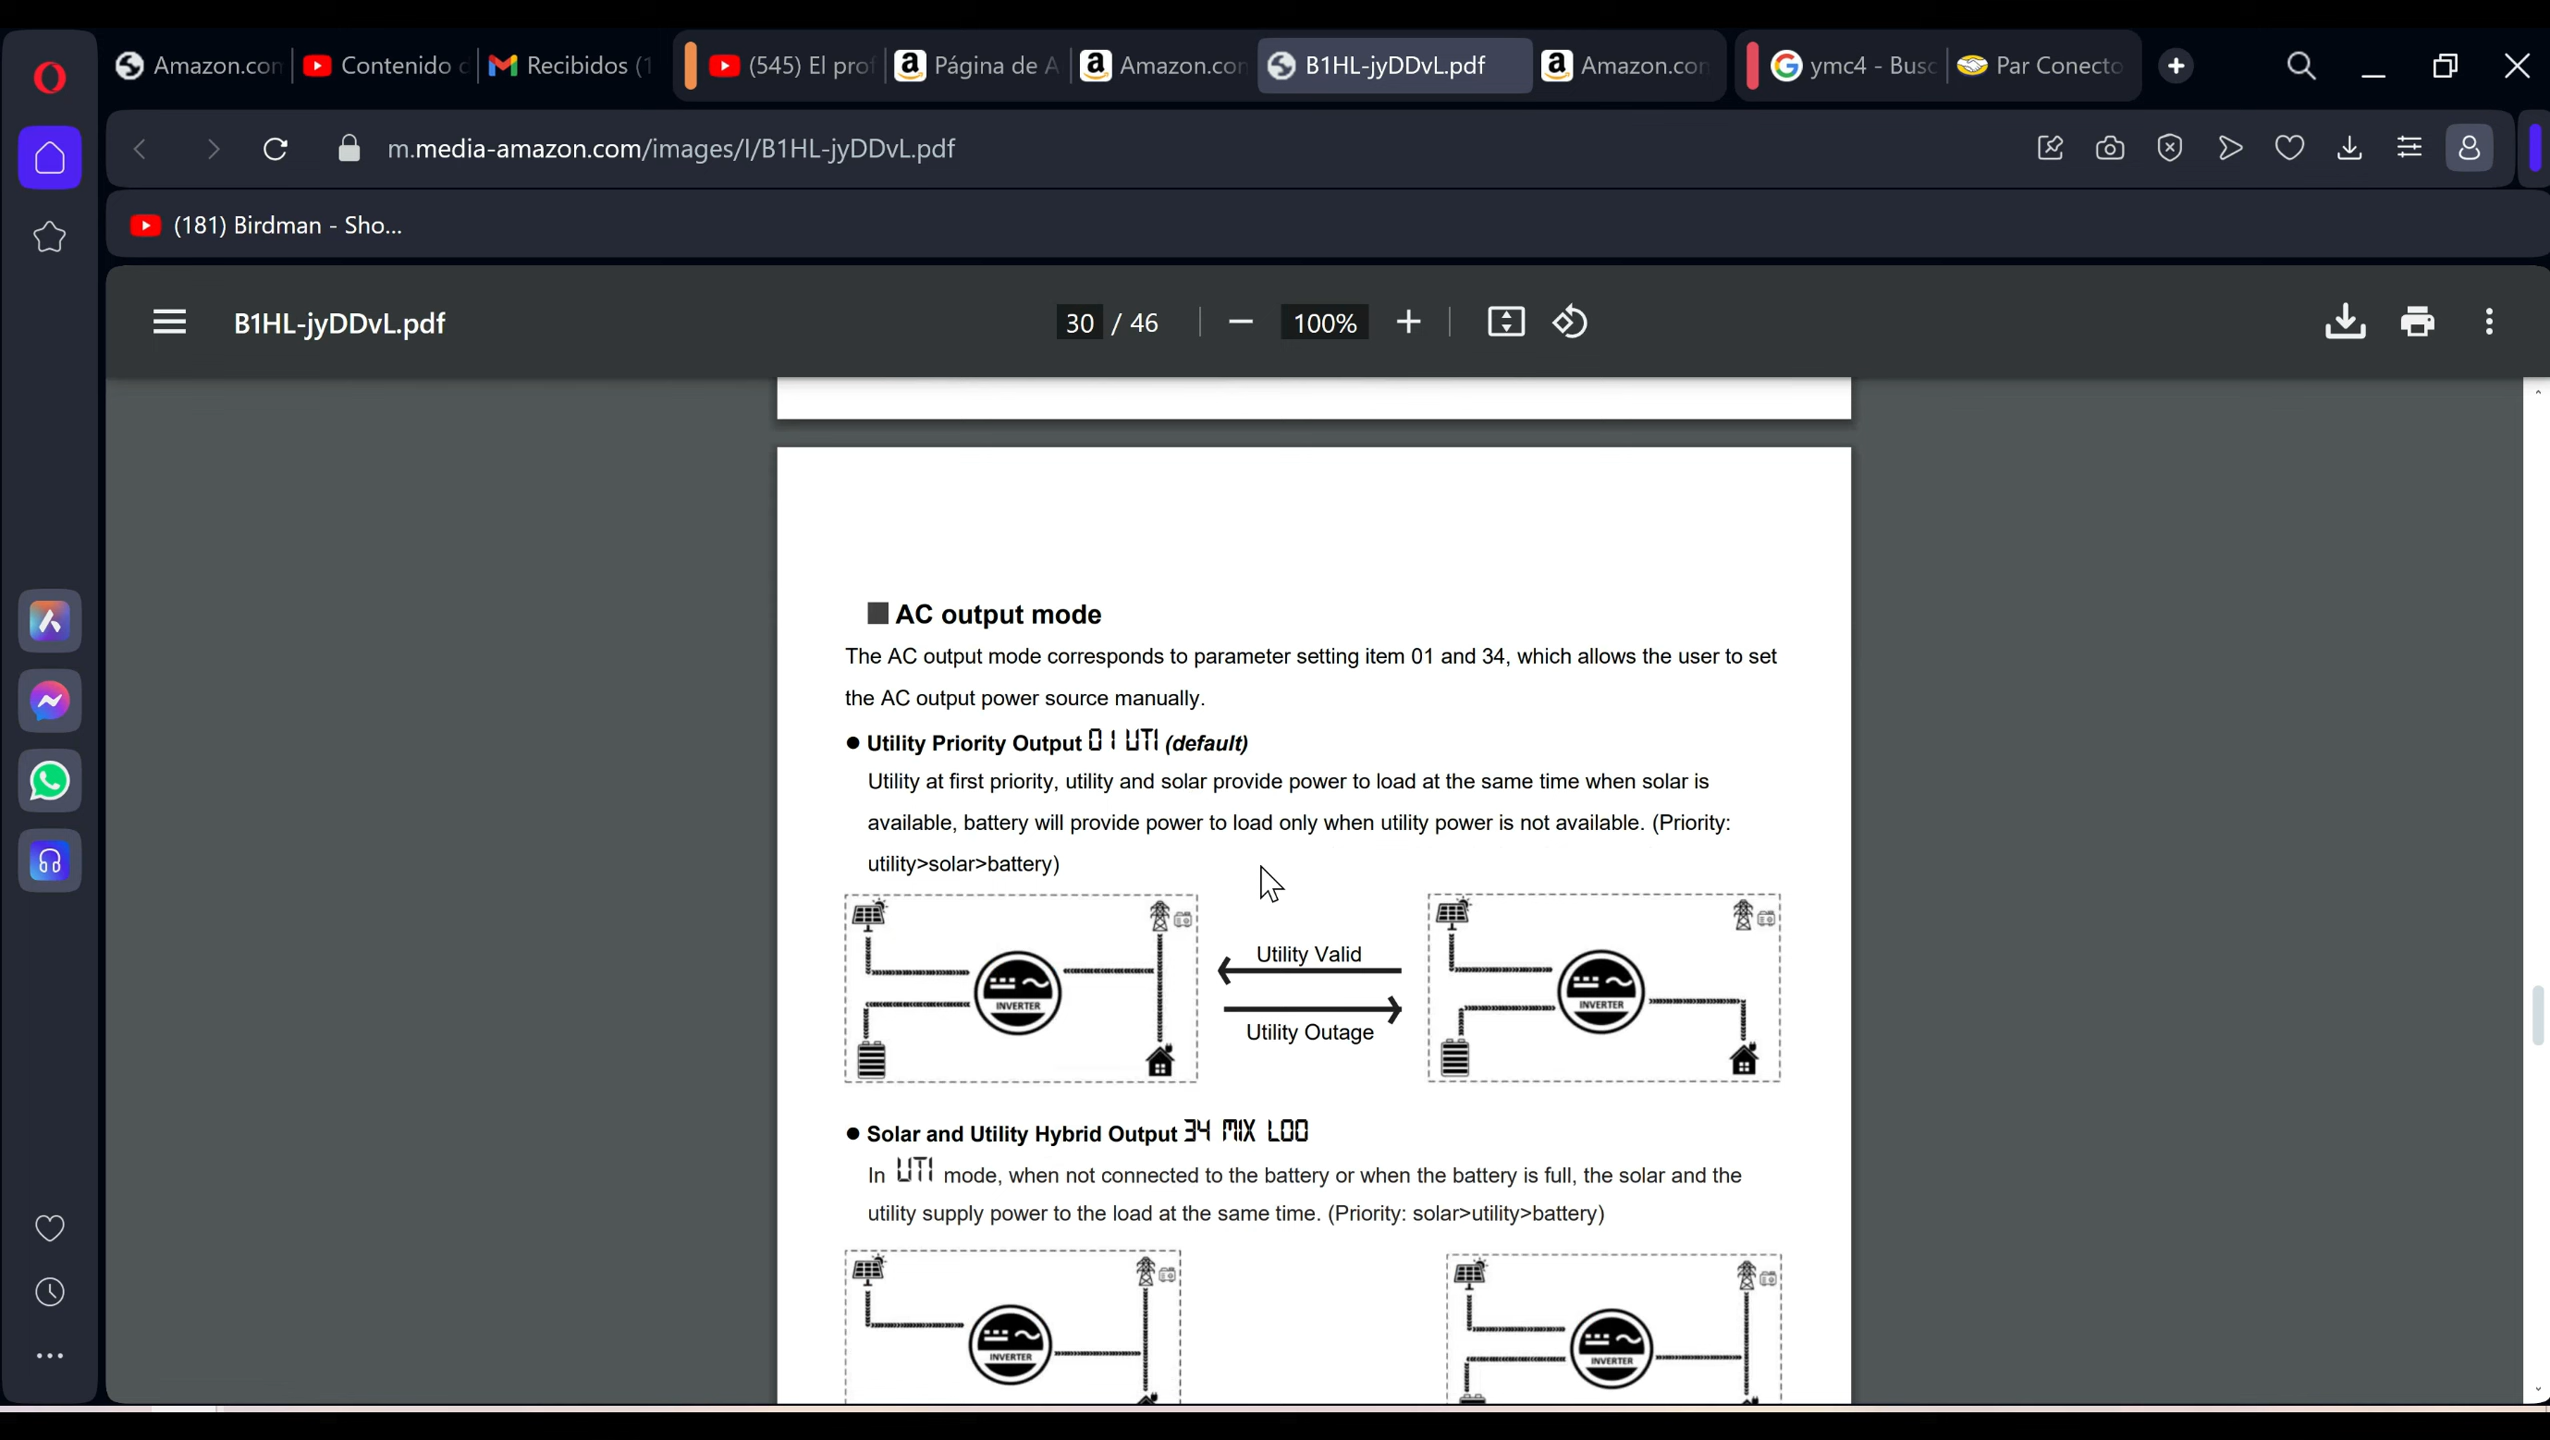 Amazon.con
Contenido d
Recibidos (1
(545) El prof
Página de A
Amazon.con
B1HL-jyDDvL.pdf
Amazon.con
ymc4 - Busc
Par Conecto
m.media-amazon.com/images/I/B1HL-jyDDvL.pdf
(181) Birdman - Sho...
B1HL-jyDDvL.pdf
30 / 46
100%
AC output mode
The AC output mode corresponds to parameter setting item 01 and 34, which allows the user to set
the AC output power source manually.
● Utility Priority Output 01 UTI (default)
Utility at first priority, utility and solar provide power to load at the same time when solar is
available, battery will provide power to load only when utility power is not available. (Priority:
utility>solar>battery)
INVERTER
Utility Valid
Utility Outage
INVERTER
● Solar and Utility Hybrid Output 34 MIX LOD
In UTI mode, when not connected to the battery or when the battery is full, the solar and the
utility supply power to the load at the same time. (Priority: solar>utility>battery)
INVERTER
INVERTER